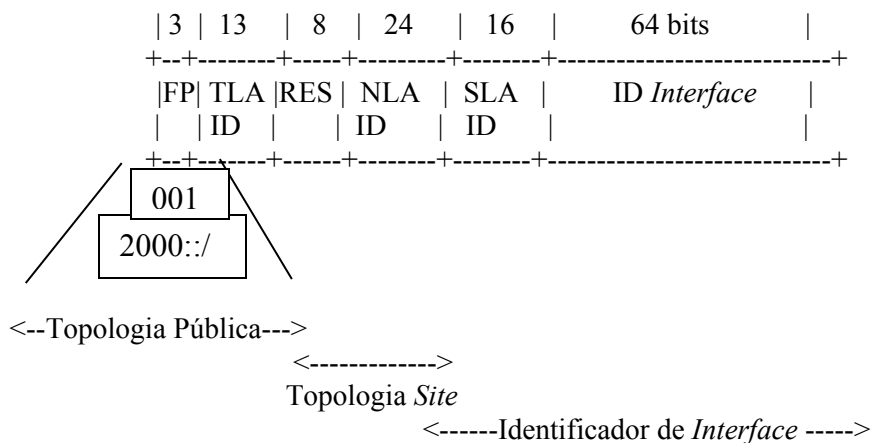 | 3 | 13 | 8 | 24 | 16 | 64 bits |
+--+---------+------+----------+---------+------------------------------+
|FP| TLA |RES | NLA | SLA | ID Interface |
| | ID | | ID | ID | |
+--+---------+------+----------+---------+------------------------------+
001
2000::/
<--Topologia Pública--->
<-------------->
Topologia Site
<------Identificador de Interface ----->